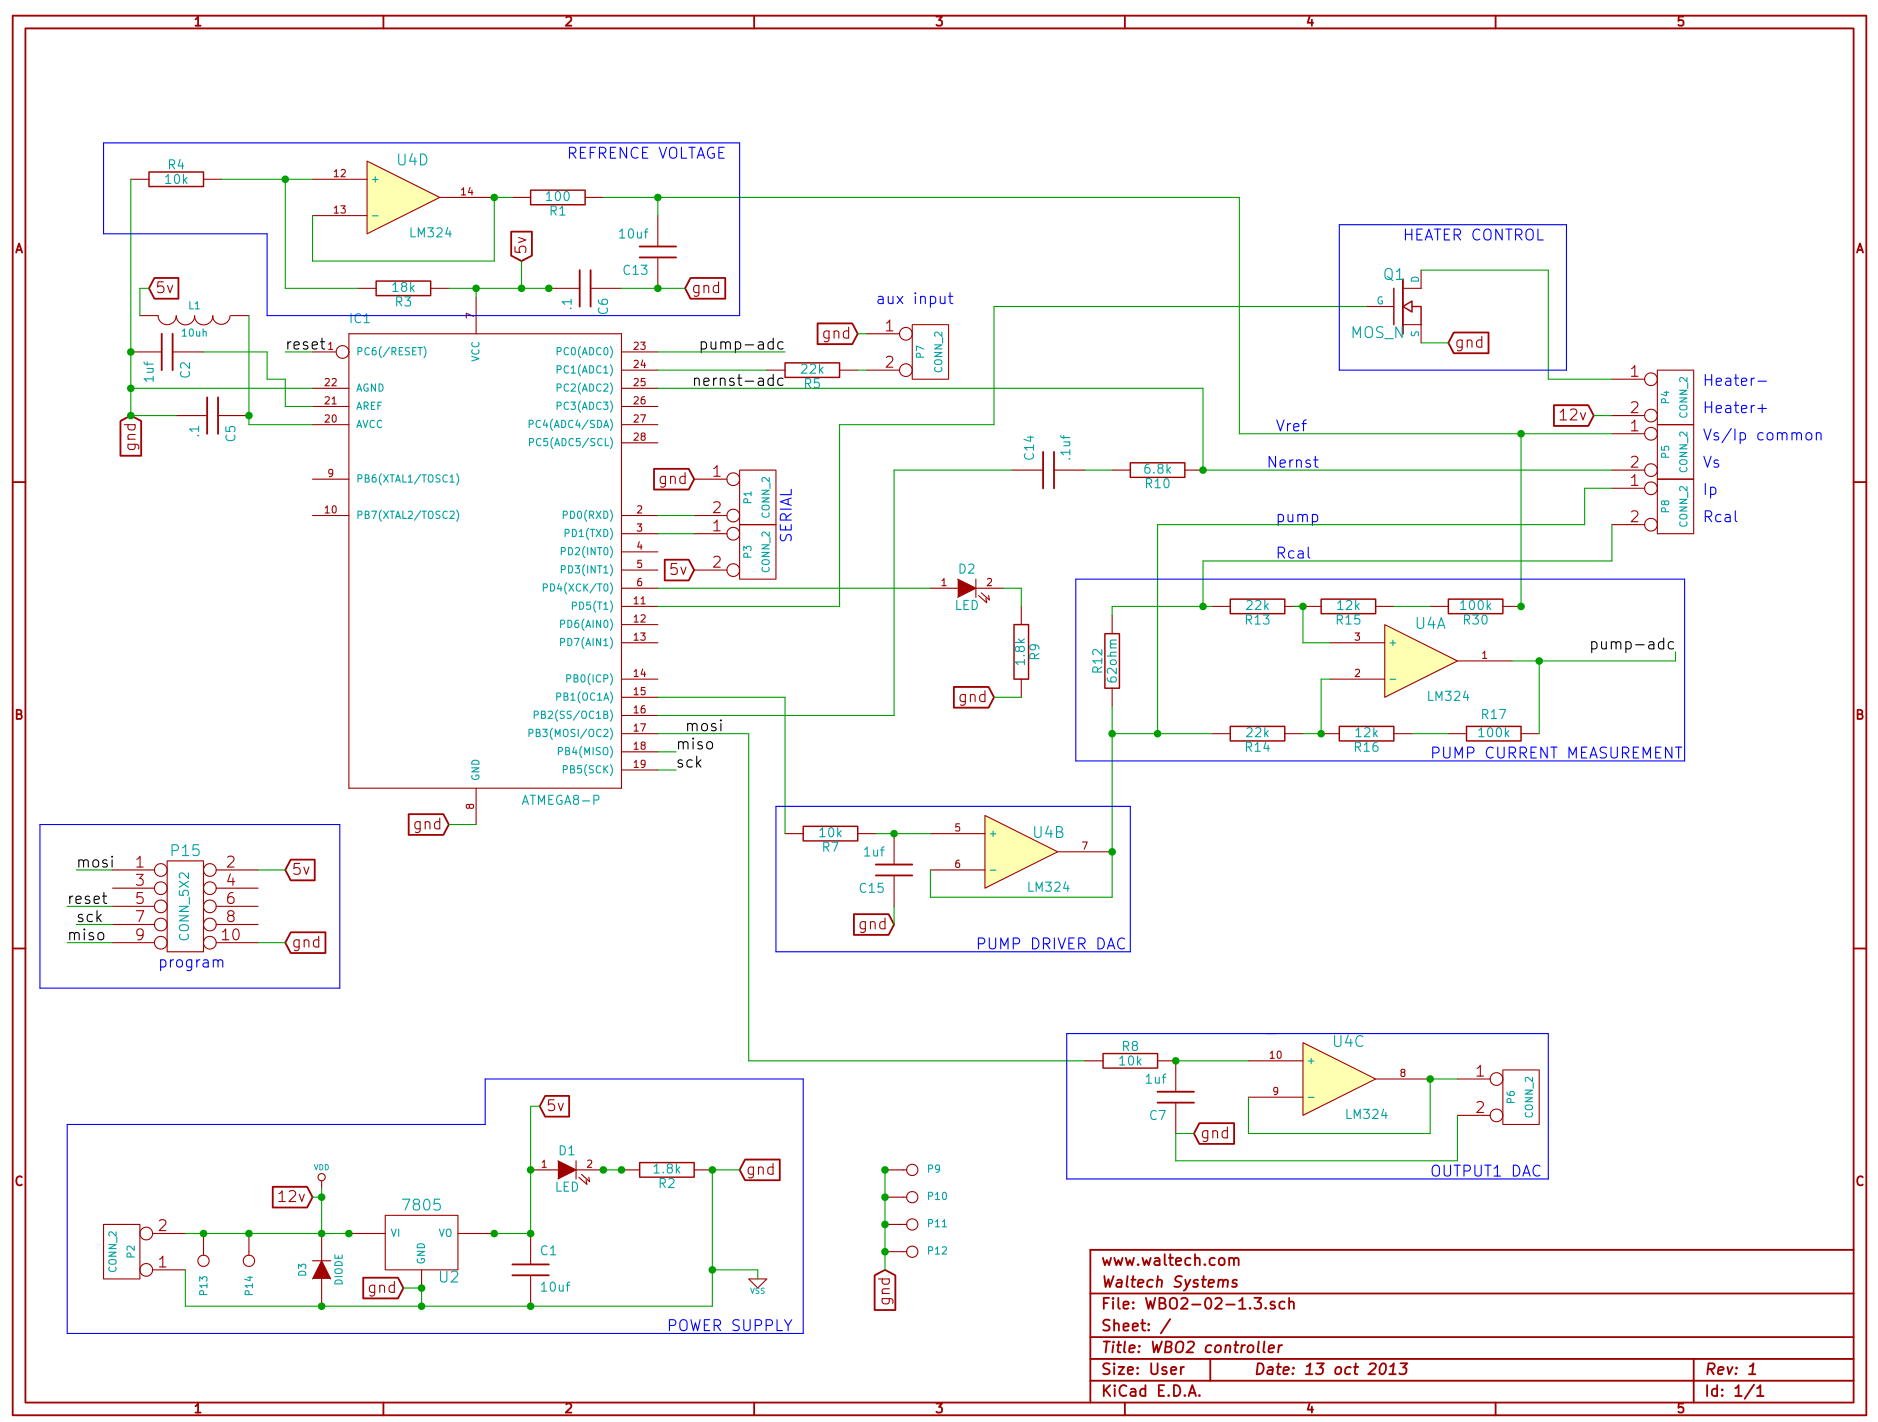 1 2 3 4 5
A A
B B
C C
REFRENCE VOLTAGE
R4
10k
12
13
+
-
U4D
14
LM324
100
R1
10uf
C13
5v
18k
R3
.1
C6
gnd
5v
L1
10uh
1uf
C2
.1
C5
gnd
IC1
reset
1 PC6(/RESET)
22 AGND
21 AREF
20 AVCC
9 PB6(XTAL1/TOSC1)
10 PB7(XTAL2/TOSC2)
7
VCC
PC0(ADC0) 23
PC1(ADC1) 24
PC2(ADC2) 25
PC3(ADC3) 26
PC4(ADC4/SDA) 27
PC5(ADC5/SCL) 28
PD0(RXD) 2
PD1(TXD) 3
PD2(INT0) 4
PD3(INT1) 5
PD4(XCK/T0) 6
PD5(T1) 11
PD6(AIN0) 12
PD7(AIN1) 13
PB0(ICP) 14
PB1(OC1A) 15
PB2(SS/OC1B) 16
PB3(MOSI/OC2) 17
PB4(MISO) 18
PB5(SCK) 19
GND
8
gnd
ATMEGA8-P
pump-adc
nernst-adc
mosi
miso
sck
aux input
gnd
1
2
P7
CONN_2
22k
R5
gnd
1
2
P1
CONN_2
1
2
P3
CONN_2
5v
SERIAL
HEATER CONTROL
Q1
G
D
S
MOS_N
gnd
C14
.1uf
6.8k
R10
Vref
Nernst
pump
Rcal
12v
1
2
P4
CONN_2
1
2
P5
CONN_2
1
2
P8
CONN_2
Heater-
Heater+
Vs/Ip common
Vs
Ip
Rcal
D2
1 2
LED
1.8k
R9
gnd
R12
62ohm
22k
R13
12k
R15
100k
R30
U4A
3
2
+
-
1
LM324
pump-adc
22k
R14
12k
R16
R17
100k
PUMP CURRENT MEASUREMENT
10k
R7
1uf
C15
gnd
5
6
+
-
U4B
7
LM324
PUMP DRIVER DAC
P15
CONN_5X2
mosi 1 2 5v
3 4
reset 5 6
sck 7 8
miso 9 10 gnd
program
R8
10k
1uf
C7
gnd
10
9
+
-
U4C
8
LM324
1
2
P6
CONN_2
OUTPUT1 DAC
5v
D1
1 2
LED
1.8k
R2
gnd
VDD
12v
7805
VI VO
GND
U2
gnd
C1
10uf
CONN_2
P2
2
1
P13
P14
D3
DIODE
VSS
POWER SUPPLY
P9
P10
P11
P12
gnd
www.waltech.com
Waltech Systems
File: WBO2-02-1.3.sch
Sheet: /
Title: WBO2 controller
Size: User Date: 13 oct 2013 Rev: 1
KiCad E.D.A. Id: 1/1
1 2 3 4 5